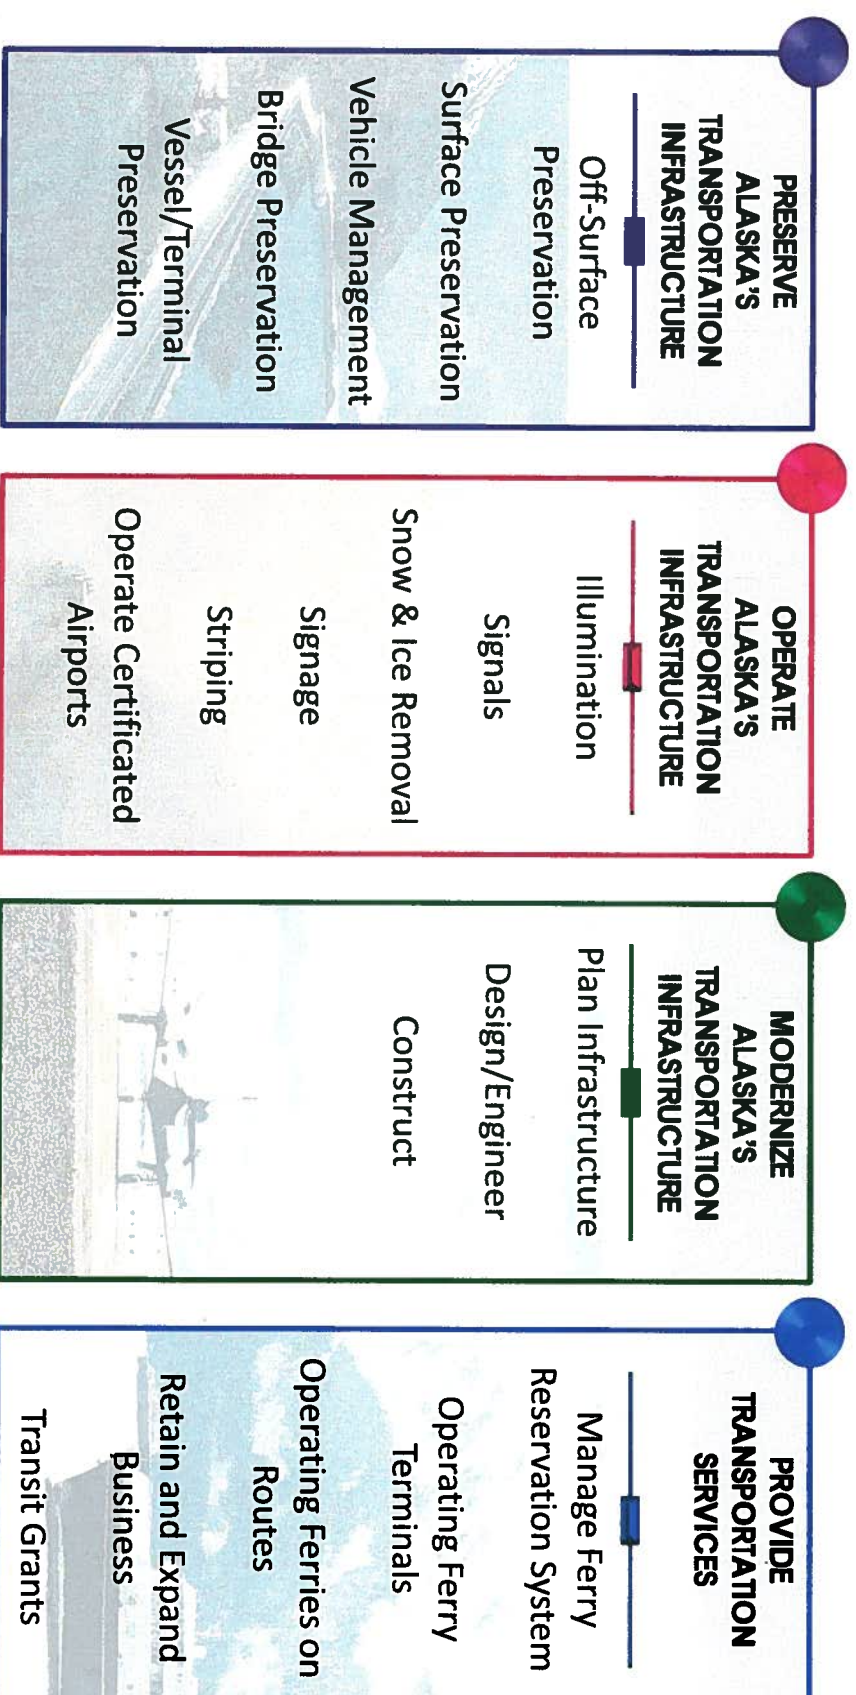 PRESERVE
ALASKA'S
TRANSPORTATION
INFRASTRUCTURE
Off-Surface
Preservation
Surface Preservation
Vehicle Management
Bridge Preservation
Vessel/Terminal
Preservation
OPERATE
ALASKA'S
TRANSPORTATION
INFRASTRUCTURE
Illumination
Signals
Snow & Ice Removal
Signage
Striping
Operate Certificated
Airports
MODERNIZE
ALASKA'S
TRANSPORTATION
INFRASTRUCTURE
Plan Infrastructure
Design/Engineer
Construct
PROVIDE
TRANSPORTATION
SERVICES
Manage Ferry
Reservation System
Operating Ferry
Terminals
Operating Ferries on
Routes
Retain and Expand
Business
Transit Grants